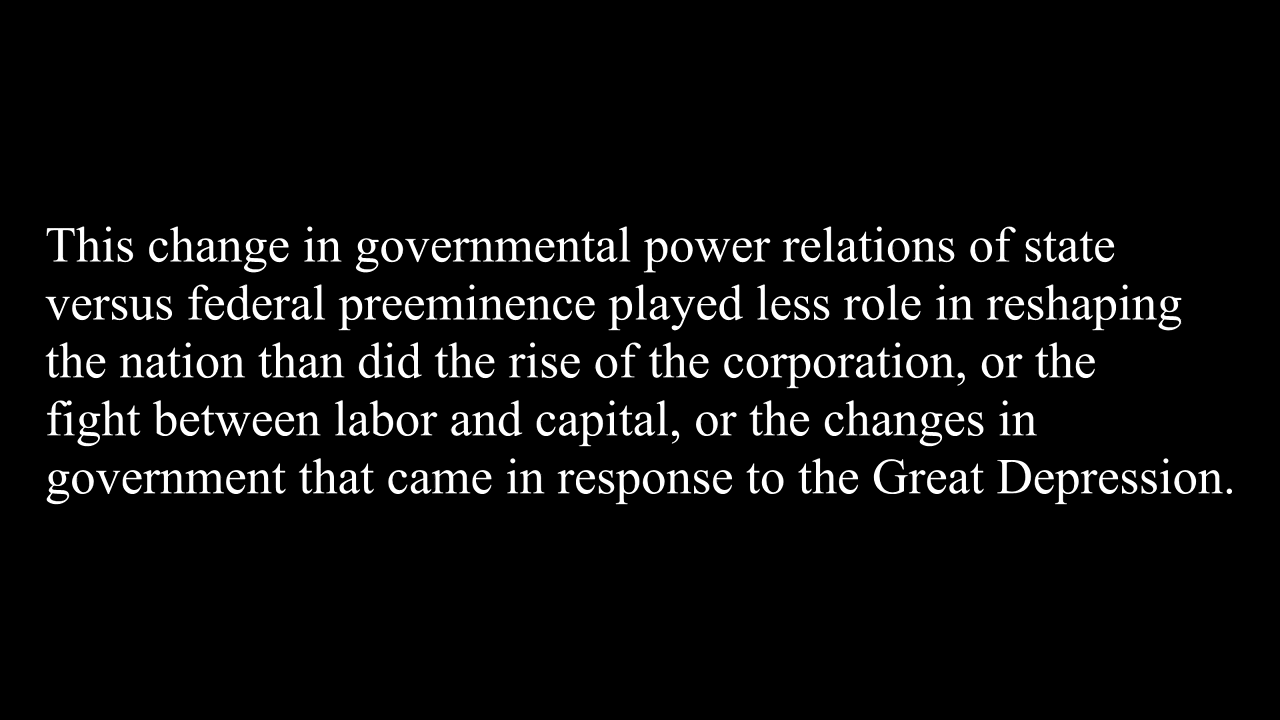 This change in governmental power relations of state
versus federal preeminence played less role in reshaping
the nation than did the rise of the corporation, or the
fight between labor and capital, or the changes in
government that came in response to the Great Depression.